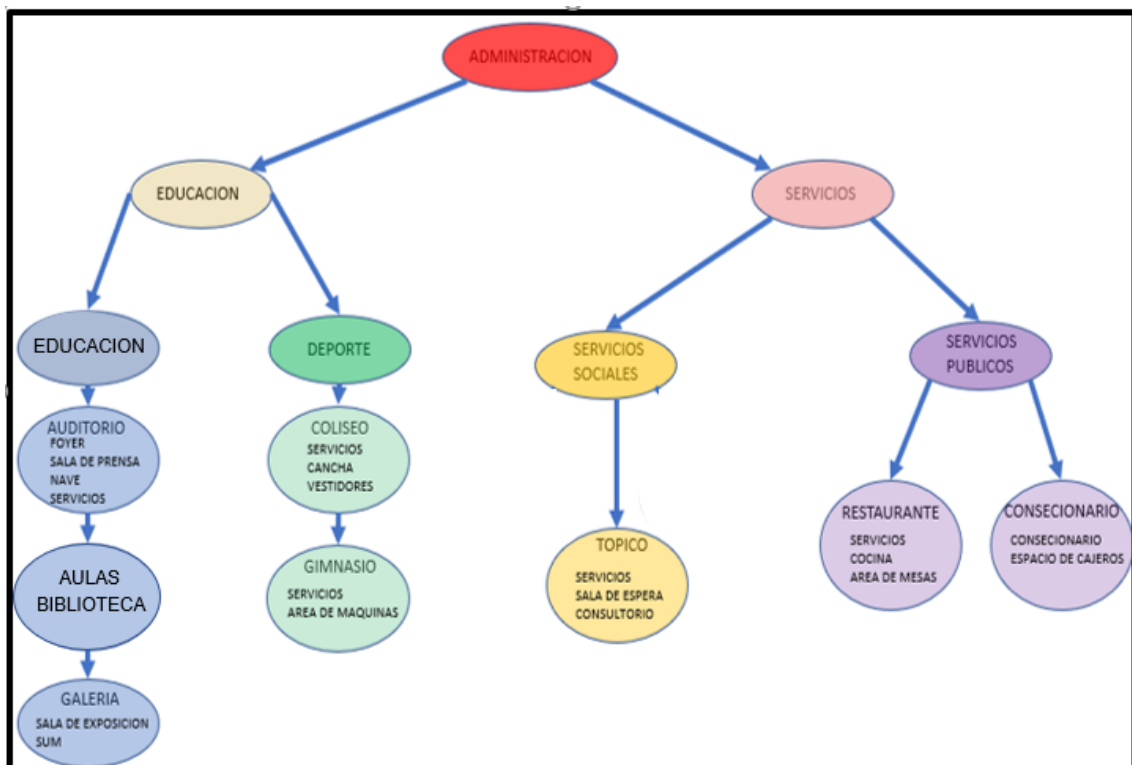 ADMINISTRACION
EDUCACION
SERVICIOS
EDUCACION
DEPORTE
SERVICIOS
SOCIALES
SERVICIOS
PUBLICOS
AUDITORIO
FOYER
SALA DE PRENSA
NAVE
SERVICIOS
COLISEO
SERVICIOS
CANCHA
VESTIDORES
RESTAURANTE
SERVICIOS
COCINA
AREA DE MESAS
CONSECIONARIO
CONSECIONARIO
ESPACIO DE CAJEROS
AULAS
BIBLIOTECA
GIMNASIO
SERVICIOS
AREA DE MAQUINAS
TOPICO
SERVICIOS
SALA DE ESPERA
CONSULTORIO
GALERIA
SALA DE EXPOSICION
SUM